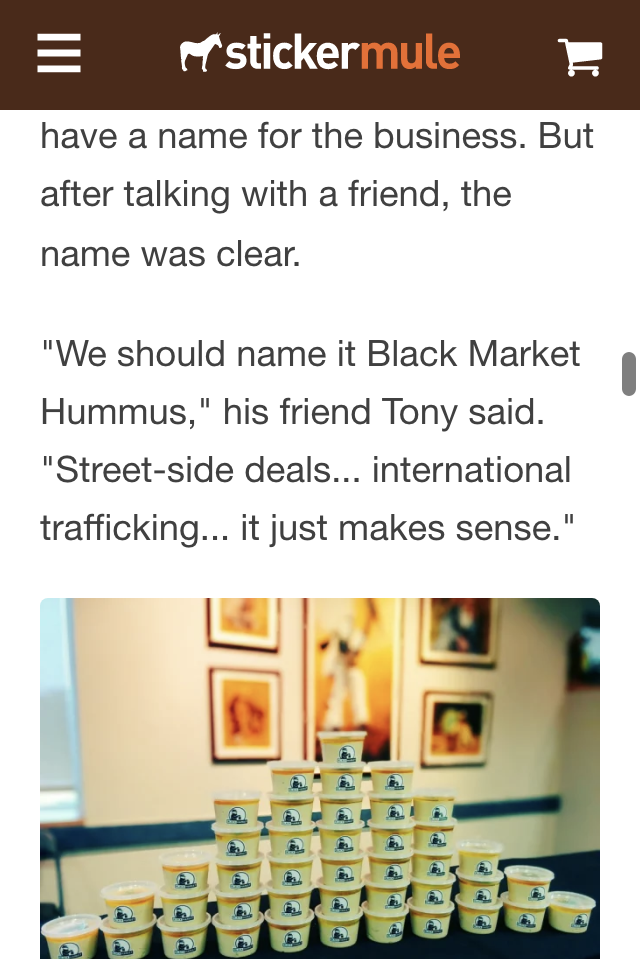 stickermule
have a name for the business. But
after talking with a friend, the
name was clear.
"We should name it Black Market
Hummus," his friend Tony said.
"Street-side deals... international
trafficking... it just makes sense."